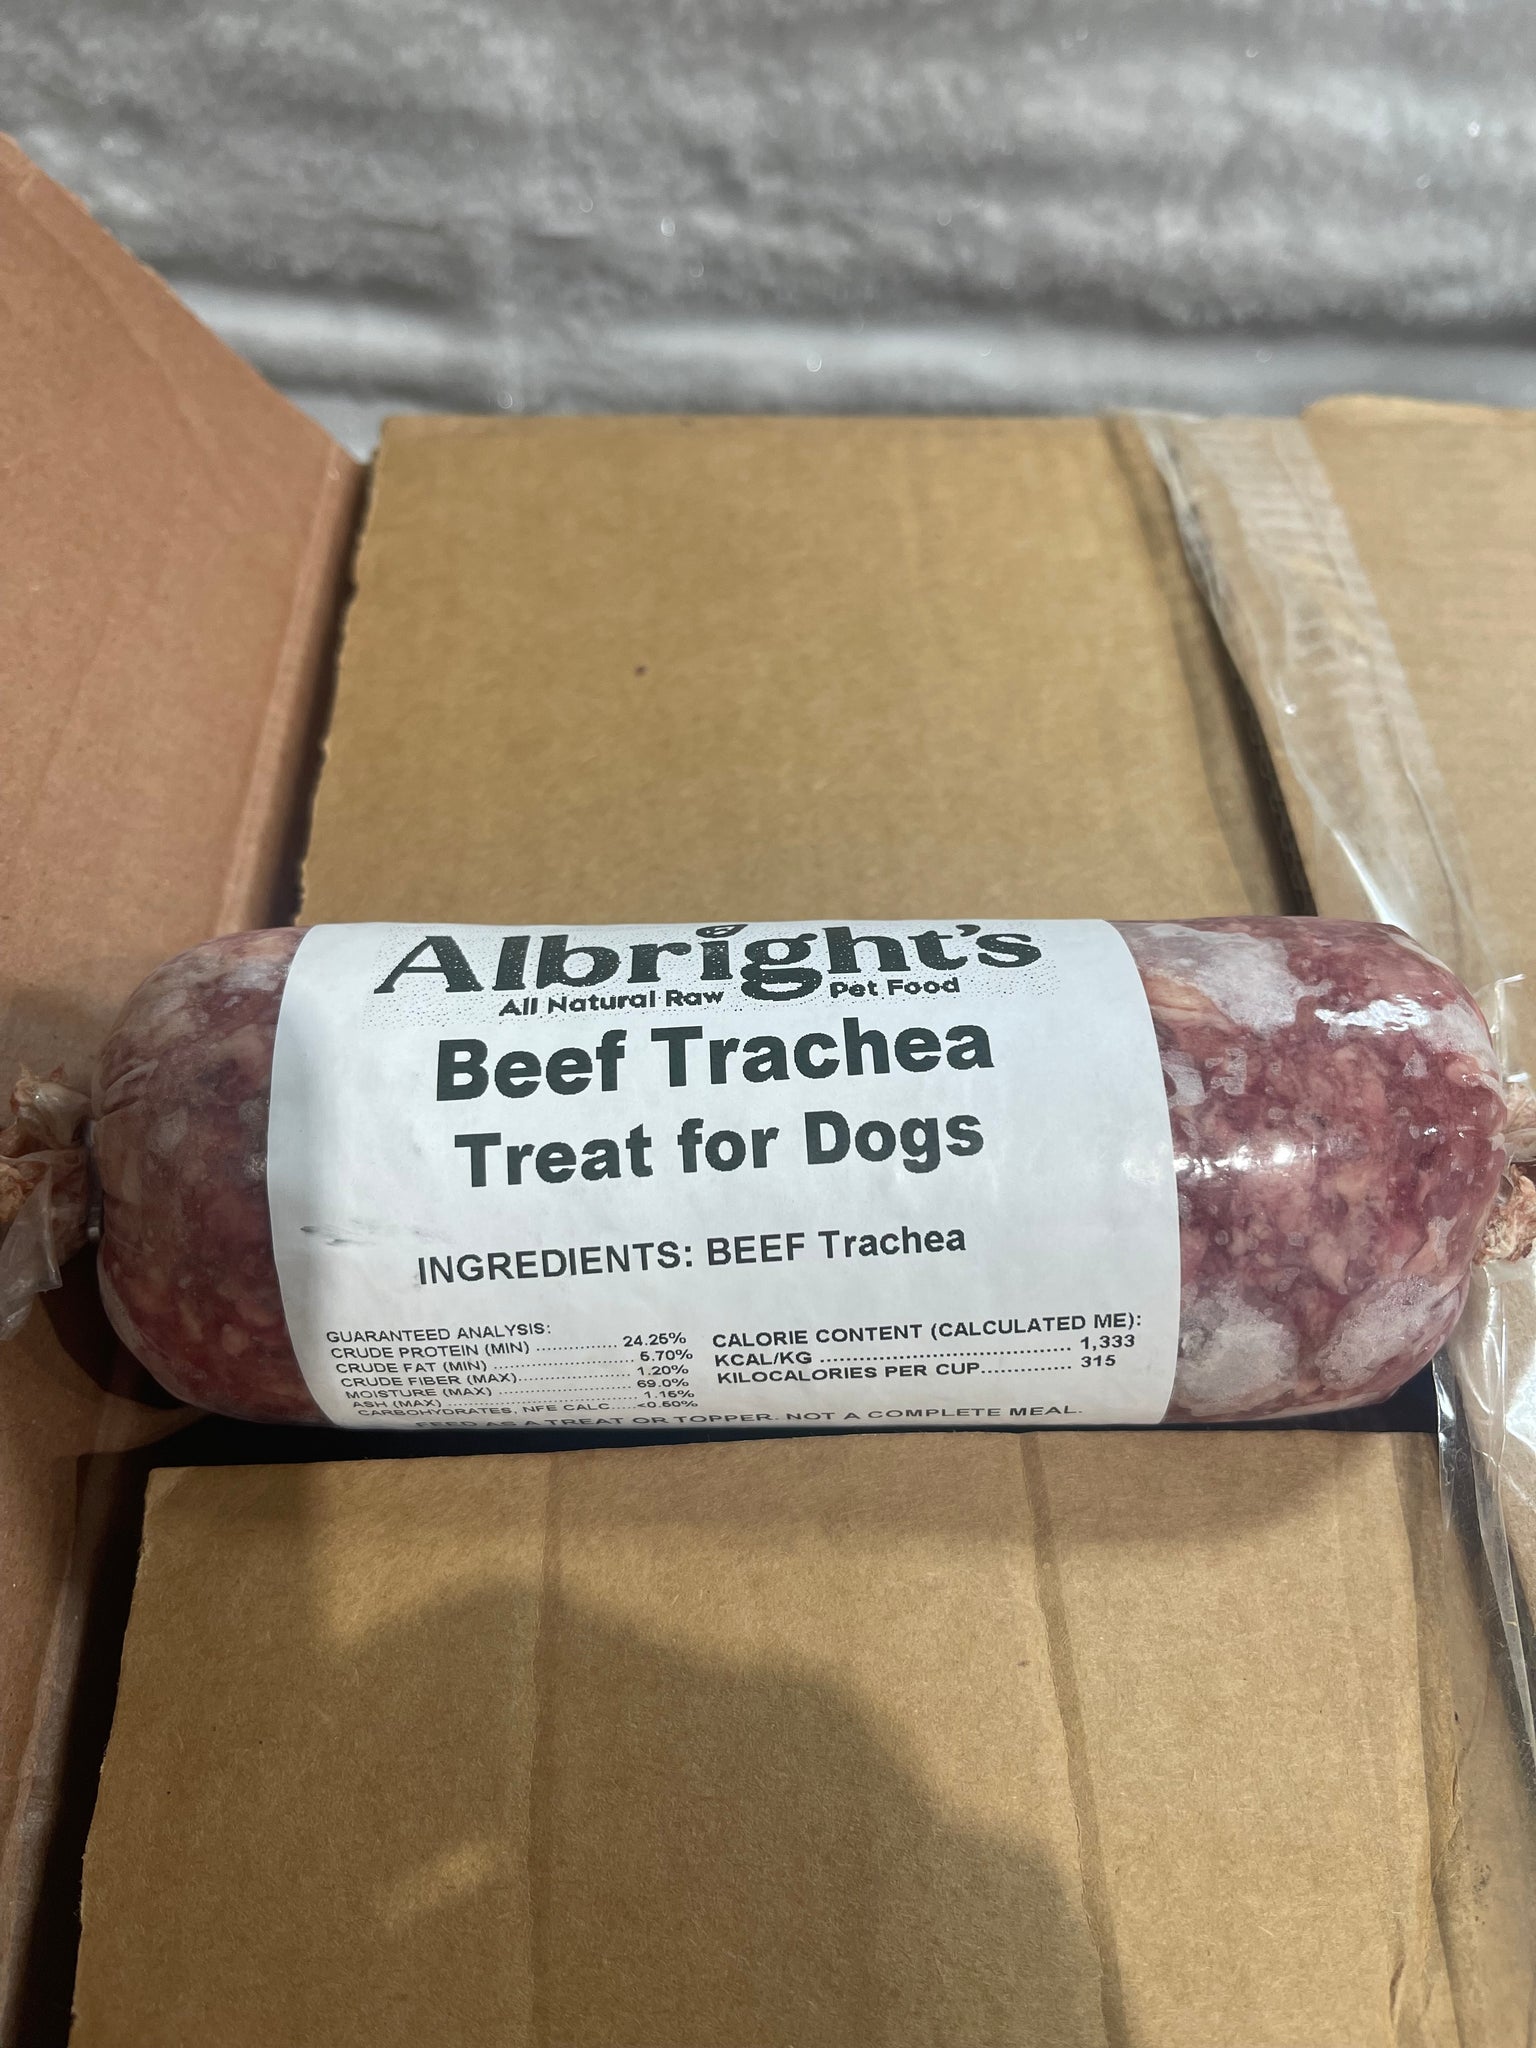 Albright's
All Natural Raw Pet Food
Beef Trachea
Treat for Dogs
INGREDIENTS: BEEF Trachea
GUARANTEED ANALYSIS:
CRUDE PROTEIN (MIN) .............. 24.25%
CRUDE FAT (MIN) .......................... 5.70%
CRUDE FIBER (MAX)..................... 1.20%
MOISTURE (MAX) ........................ 69.0%
ASH (MAX) .................................. 1.15%
CARBOHYDRATES, NFE CALC.....<0.50%
CALORIE CONTENT (CALCULATED ME):
KCAL/KG ........................................ 1,333
KILOCALORIES PER CUP.............. 315
FEED AS A TREAT OR TOPPER. NOT A COMPLETE MEAL.